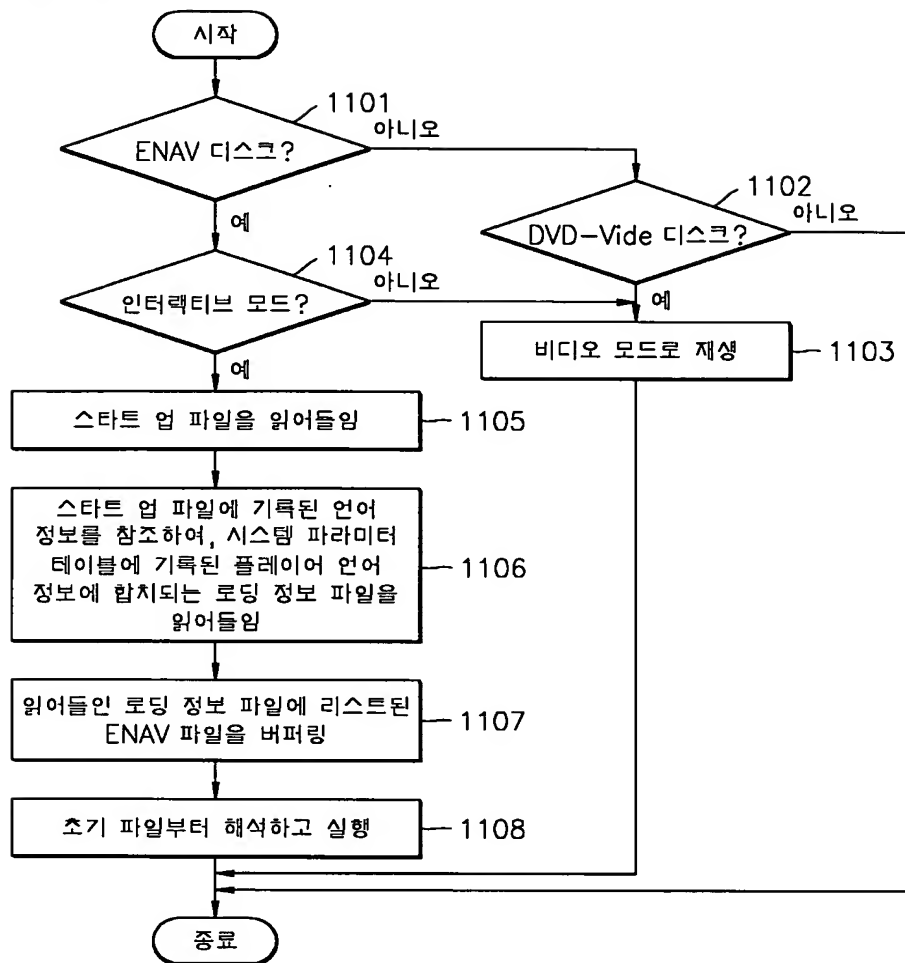 시작
1101
ENAV 디스크?
아니오
예
1102
DVD-Vide 디스크?
아니오
예
1104
인터랙티브 모드?
아니오
예
비디오 모드로 재생
1103
스타트 업 파일을 읽어들임
1105
스타트 업 파일에 기록된 언어
정보를 참조하여, 시스템 파라미터
테이블에 기록된 플레이어 언어
정보에 합치되는 로딩 정보 파일을
읽어들임
1106
읽어들인 로딩 정보 파일에 리스트된
ENAV 파일을 버퍼링
1107
초기 파일부터 해석하고 실행
1108
종료